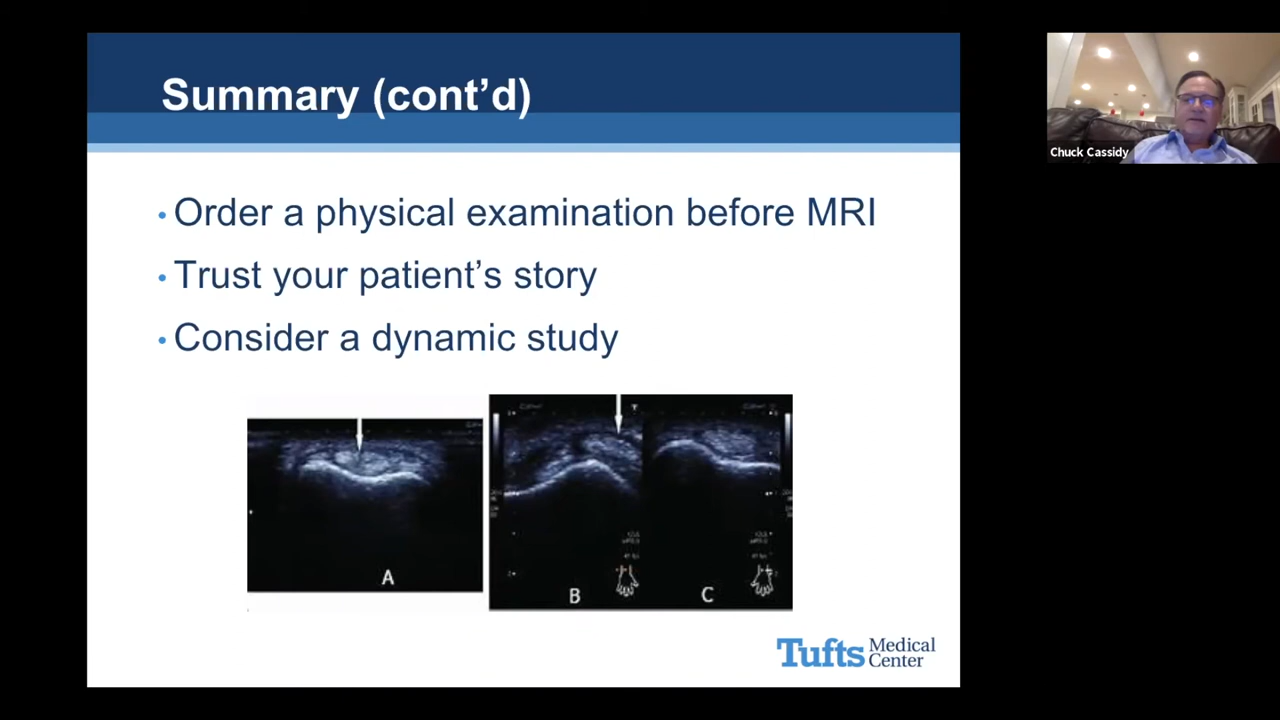 Summary (cont’d)
• Order a physical examination before MRI
• Trust your patient’s story
• Consider a dynamic study
A
B
C
Tufts Medical Center
Chuck Cassidy